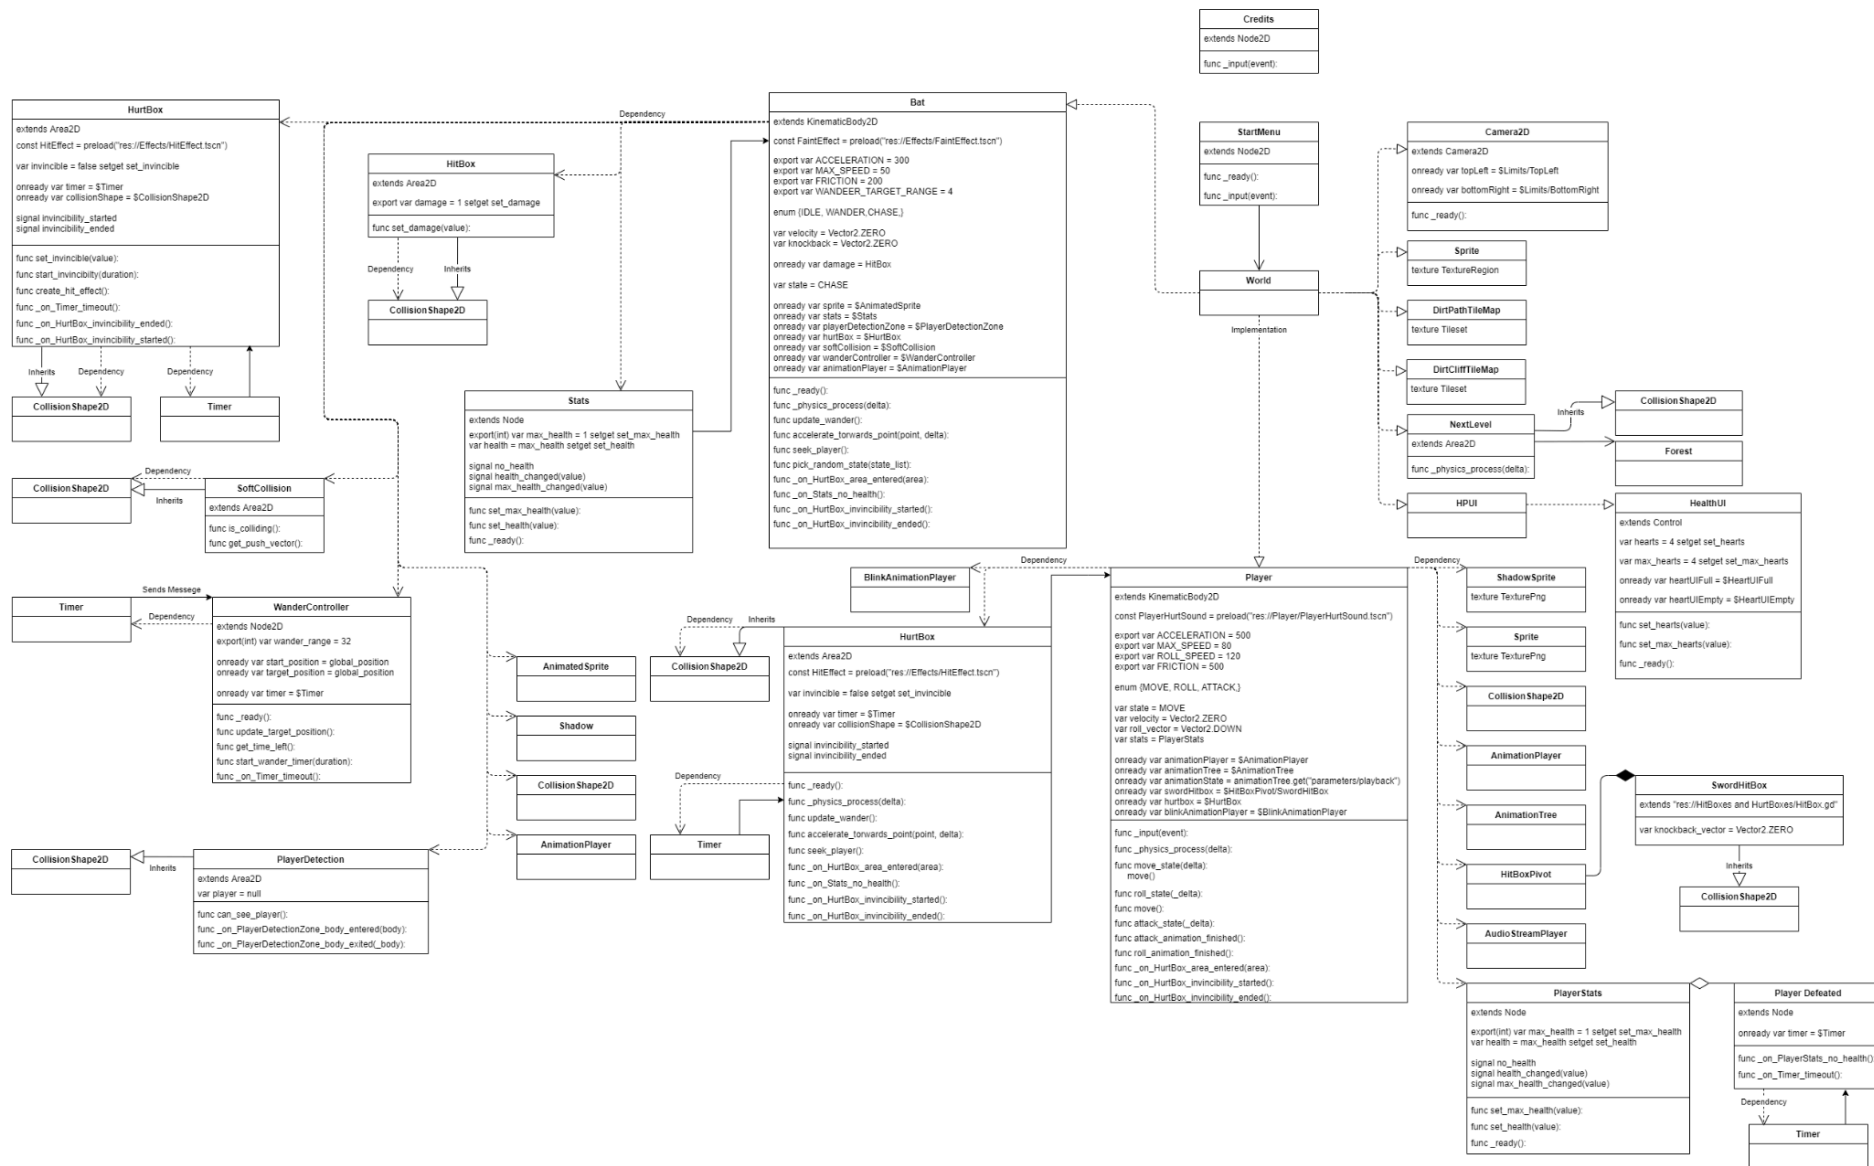 Credits
extends Node2D
func _input(event):
HurtBox
extends Area2D
const HitEffect = preload("res://Effects/HitEffect.tscn")
var invincible = false setget set_invincible
onready var timer = $Timer
onready var collisionShape = $CollisionShape2D
signal invincibility_started
signal invincibility_ended
func set_invincible(value):
func start_invincibity(duration):
func create_hit_effect():
func _on_Timer_timeout():
func _on_HurtBox_invincibility_ended():
func _on_HurtBox_invincibility_started():
Inherits
Dependency
Dependency
CollisionShape2D
Timer
Dependency
HitBox
extends Area2D
export var damage = 1 setget set_damage
func set_damage(value):
Dependency
Inherits
CollisionShape2D
Stats
extends Node
export(int) var max_health = 1 setget set_max_health
var health = max_health setget set_health
signal no_health
signal health_changed(value)
signal max_health_changed(value)
func set_max_health(value):
func set_health(value):
func _ready():
Bat
extends KinematicBody2D
const FaintEffect = preload("res://Effects/FaintEffect.tscn")
export var ACCELERATION = 300
export var MAX_SPEED = 50
export var FRICTION = 200
export var WANDEER_TARGET_RANGE = 4
enum {IDLE, WANDER,CHASE,}
var velocity = Vector2.ZERO
var knockback = Vector2.ZERO
onready var damage = HitBox
var state = CHASE
onready var sprite = $AnimatedSprite
onready var stats = $Stats
onready var playerDetectionZone = $PlayerDetectionZone
onready var hurtBox = $HurtBox
onready var softCollision = $SoftCollision
onready var wanderController = $WanderController
onready var animationPlayer = $AnimationPlayer
func _ready():
func _physics_process(delta):
func update_wander():
func accelerate_torwards_point(point, delta):
func seek_player():
func pick_random_state(state_list):
func _on_HurtBox_area_entered(area):
func _on_Stats_no_health():
func _on_HurtBox_invincibility_started():
func _on_HurtBox_invincibility_ended():
StartMenu
extends Node2D
func _ready():
func _input(event):
World
Implementation
Camera2D
extends Camera2D
onready var topLeft = $Limits/TopLeft
onready var bottomRight = $Limits/BottomRight
func _ready():
Sprite
texture TextureRegion
DirtPathTileMap
texture Tileset
DirtCliffTileMap
texture Tileset
NextLevel
extends Area2D
func _physics_process(delta):
Inherits
CollisionShape2D
Forest
HPUI
HealthUI
extends Control
var hearts = 4 setget set_hearts
var max_hearts = 4 setget set_max_hearts
onready var heartUIFull = $HeartUIFull
onready var heartUIEmpty = $HeartUIEmpty
func set_hearts(value):
func set_max_hearts(value):
func _ready():
Dependency
CollisionShape2D
Inherits
SoftCollision
extends Area2D
func is_colliding():
func get_push_vector():
Sends Messege
Timer
Dependency
WanderController
extends Node2D
export(int) var wander_range = 32
onready var start_position = global_position
onready var target_position = global_position
onready var timer = $Timer
func _ready():
func update_target_position():
func get_time_left():
func start_wander_timer(duration):
func _on_Timer_timeout():
AnimatedSprite
Shadow
CollisionShape2D
AnimationPlayer
CollisionShape2D
Inherits
PlayerDetection
extends Area2D
var player = null
func can_see_player():
func _on_PlayerDetectionZone_body_entered(body):
func _on_PlayerDetectionZone_body_exited(_body):
BlinkAnimationPlayer
Dependency
Dependency
Inherits
CollisionShape2D
HurtBox
extends Area2D
const HitEffect = preload("res://Effects/HitEffect.tscn")
var invincible = false setget set_invincible
onready var timer = $Timer
onready var collisionShape = $CollisionShape2D
signal invincibility_started
signal invincibility_ended
func _ready():
func _physics_process(delta):
func update_wander():
func accelerate_torwards_point(point, delta):
func seek_player():
func _on_HurtBox_area_entered(area):
func _on_Stats_no_health():
func _on_HurtBox_invincibility_started():
func _on_HurtBox_invincibility_ended():
Dependency
Timer
Player
extends KinematicBody2D
const PlayerHurtSound = preload("res://Player/PlayerHurtSound.tscn")
export var ACCELERATION = 500
export var MAX_SPEED = 80
export var ROLL_SPEED = 120
export var FRICTION = 500
enum {MOVE, ROLL, ATTACK,}
var state = MOVE
var velocity = Vector2.ZERO
var roll_vector = Vector2.DOWN
var stats = PlayerStats
onready var animationPlayer = $AnimationPlayer
onready var animationTree = $AnimationTree
onready var animationState = animationTree.get("parameters/playback")
onready var swordHitbox = $HitBoxPivot/SwordHitBox
onready var hurtbox = $HurtBox
onready var blinkAnimationPlayer = $BlinkAnimationPlayer
func _input(event):
func _physics_process(delta):
func move_state(delta):
move()
func roll_state(_delta):
func move():
func attack_state(_delta):
func attack_animation_finished():
func roll_animation_finished():
func _on_HurtBox_area_entered(area):
func _on_HurtBox_invincibility_started():
func _on_HurtBox_invincibility_ended():
Dependency
ShadowSprite
texture TexturePng
Sprite
texture TexturePng
CollisionShape2D
AnimationPlayer
AnimationTree
HitBoxPivot
AudioStreamPlayer
SwordHitBox
extends "res://HitBoxes and HurtBoxes/HitBox.gd"
var knockback_vector = Vector2.ZERO
Inherits
CollisionShape2D
PlayerStats
extends Node
export(int) var max_health = 1 setget set_max_health
var health = max_health setget set_health
signal no_health
signal health_changed(value)
signal max_health_changed(value)
func set_max_health(value):
func set_health(value):
func _ready():
Player Defeated
extends Node
onready var timer = $Timer
func _on_PlayerStats_no_health()
func _on_Timer_timeout():
Dependency
Timer